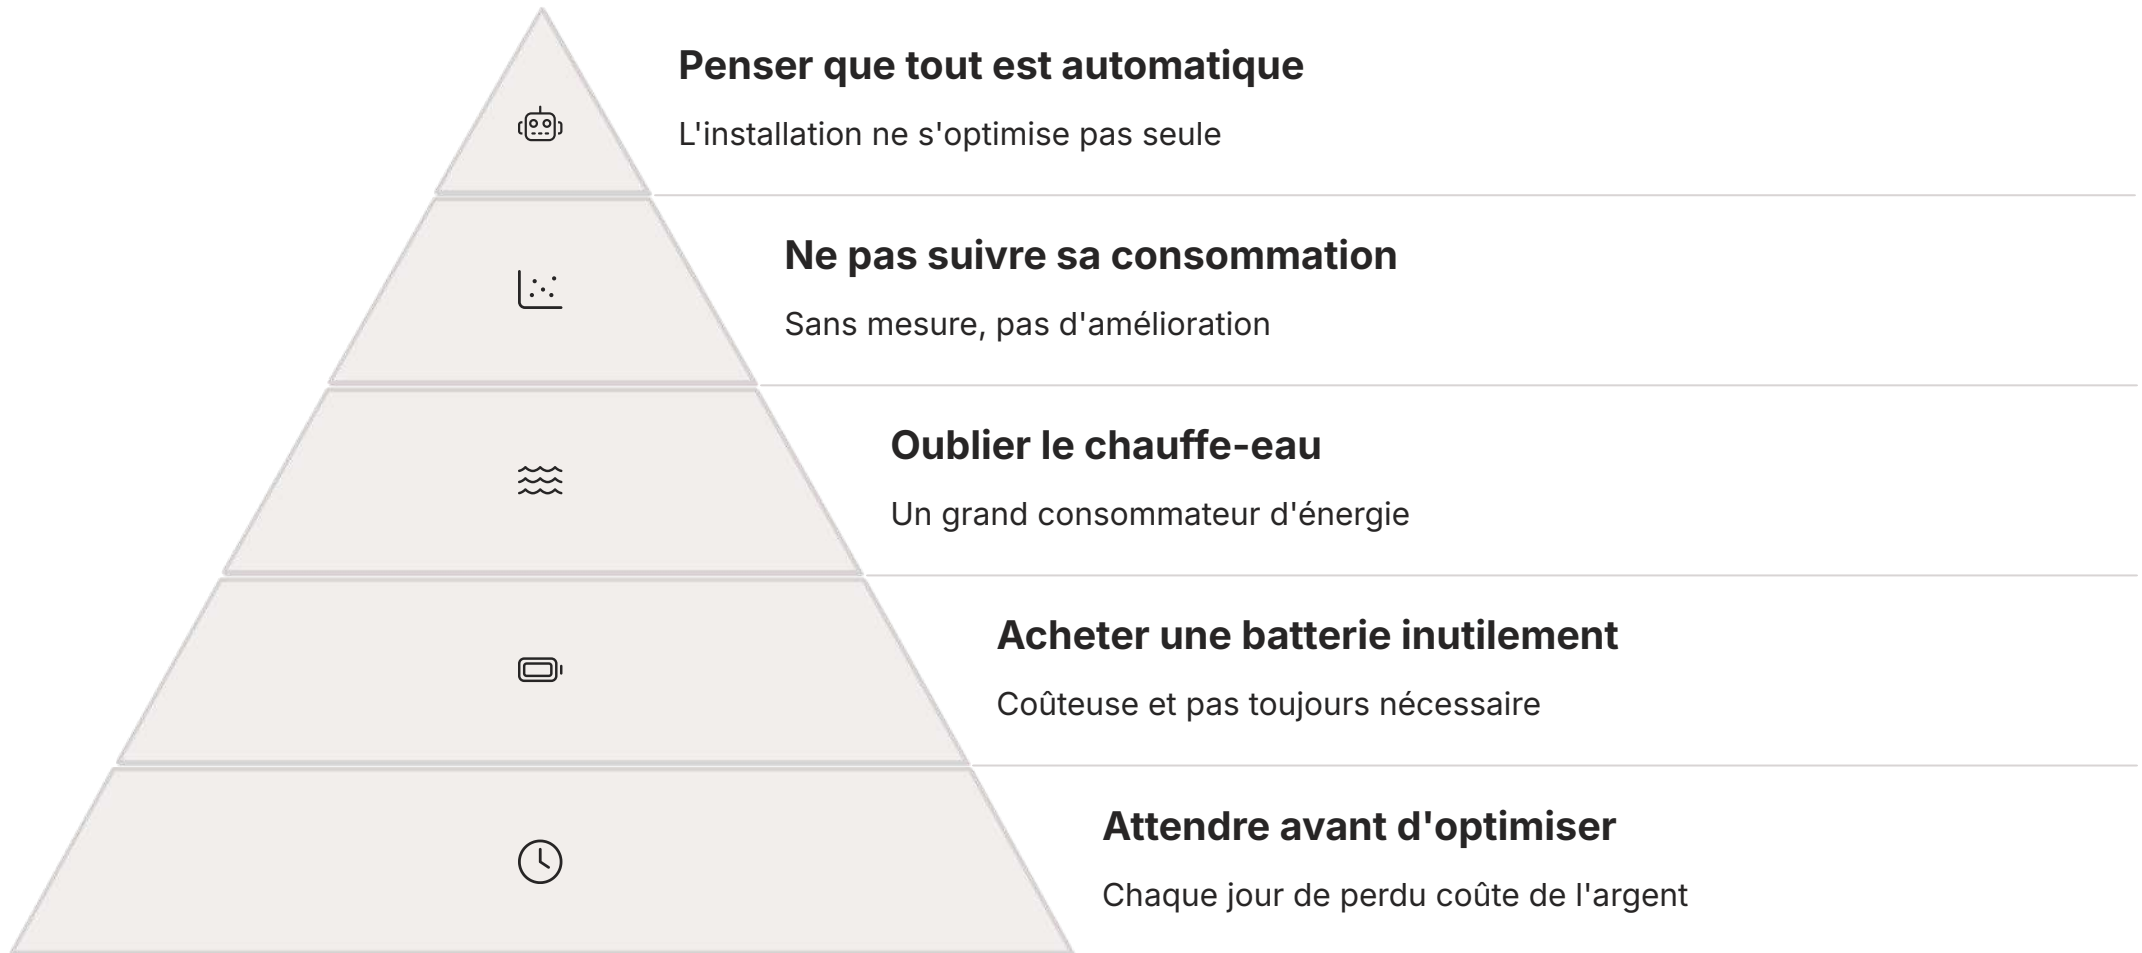 Penser que tout est automatique
L'installation ne s'optimise pas seule
Ne pas suivre sa consommation
Sans mesure, pas d'amélioration
Oublier le chauffe-eau
Un grand consommateur d'énergie
Acheter une batterie inutilement
Coûteuse et pas toujours nécessaire
Attendre avant d'optimiser
Chaque jour de perdu coûte de l'argent